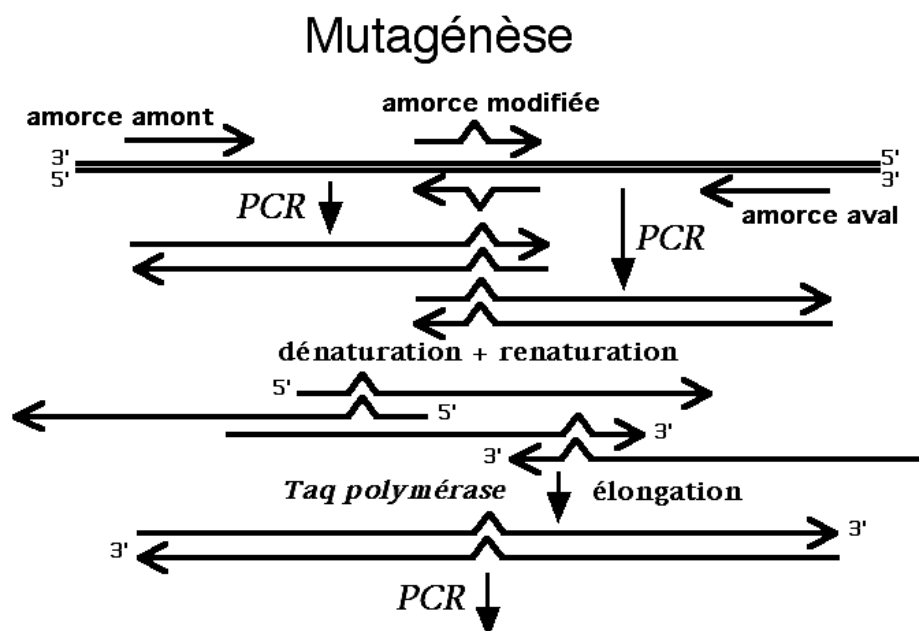 Mutagénèse
amorce amont
amorce modifiée
3' 5'
5' 3'
PCR
amorce aval
PCR
dénaturation + renaturation
5'
5'
3'
3'
Taq polymérase élongation
3'
3'
PCR